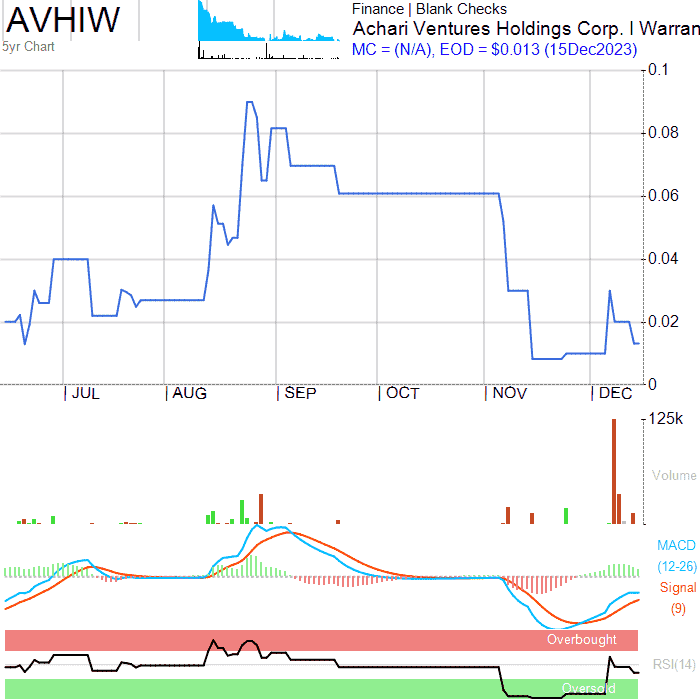 AVHIW
5yr Chart
Finance | Blank Checks
Achari Ventures Holdings Corp. I Warran
MC = (N/A), EOD = $0.013 (15Dec2023)
0.1
0.08
0.06
0.04
0.02
0
JUL AUG SEP OCT NOV DEC
125k
Volume
MACD
(12-26)
Signal
(9)
Overbought
RSI(14)
Oversold